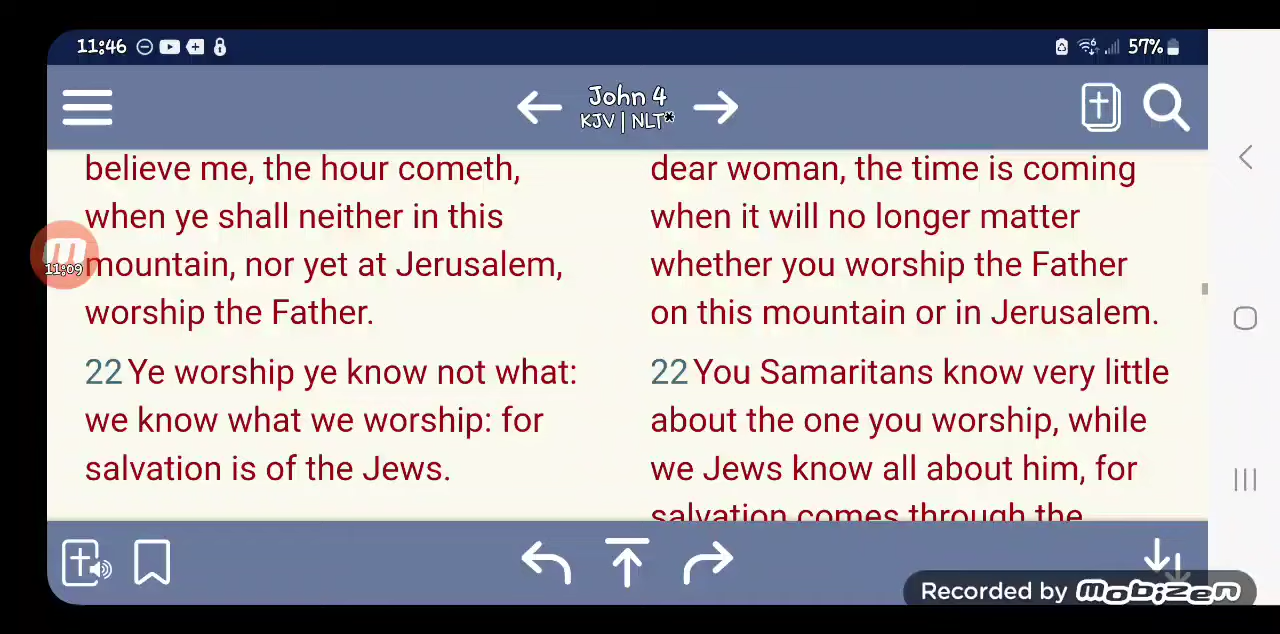 11:46
57%
John 4
KJV | NLT*
believe me, the hour cometh,
when ye shall neither in this
mountain, nor yet at Jerusalem,
worship the Father.
22 Ye worship ye know not what:
we know what we worship: for
salvation is of the Jews.
dear woman, the time is coming
when it will no longer matter
whether you worship the Father
on this mountain or in Jerusalem.
22 You Samaritans know very little
about the one you worship, while
we Jews know all about him, for
salvation comes through the
11:09
Recorded by Mobizen